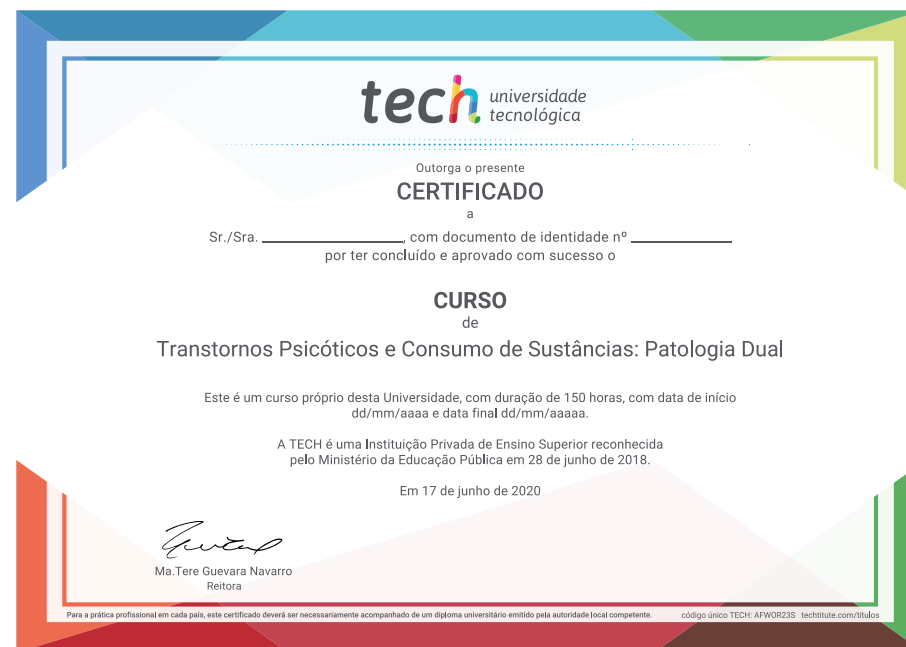 tech universidade
tecnológica
Outorga o presente
CERTIFICADO
a
Sr./Sra. ____________________, com documento de identidade nº ______________
por ter concluído e aprovado com sucesso o
CURSO
de
Transtornos Psicóticos e Consumo de Sustâncias: Patologia Dual
Este é um curso próprio desta Universidade, com duração de 150 horas, com data de início
dd/mm/aaaa e data final dd/mm/aaaaa.
A TECH é uma Instituição Privada de Ensino Superior reconhecida
pelo Ministério da Educação Pública em 28 de junho de 2018.
Em 17 de junho de 2020
Ma.Tere Guevara Navarro
Reitora
Para a prática profissional em cada país, este certificado deverá ser necessariamente acompanhado de um diploma universitário emitido pela autoridade local competente. código único TECH: AFWOR23S techtitute.com/titulos